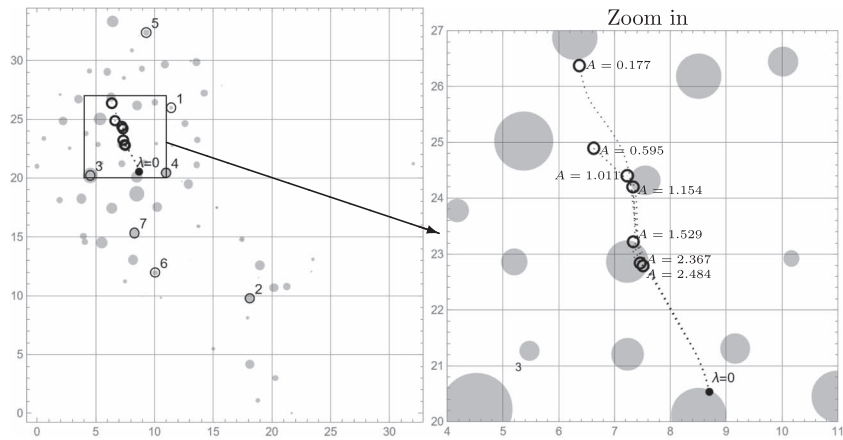 Zoom in
5
1
λ=0
3
4
7
6
2
30
25
20
15
10
5
0
0 5 10 15 20 25 30
A = 0.177
A = 0.595
A = 1.011
A = 1.154
A = 1.529
A = 2.367
A = 2.484
3
λ=0
27
26
25
24
23
22
21
20
4 5 6 7 8 9 10 11